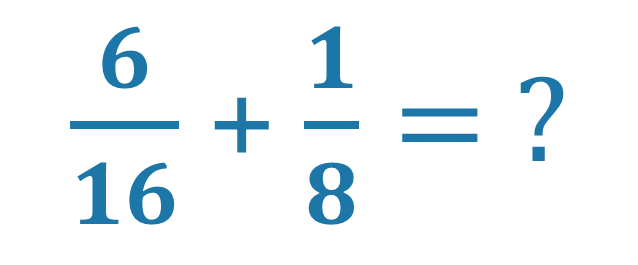 6/16 + 1/8 = ?